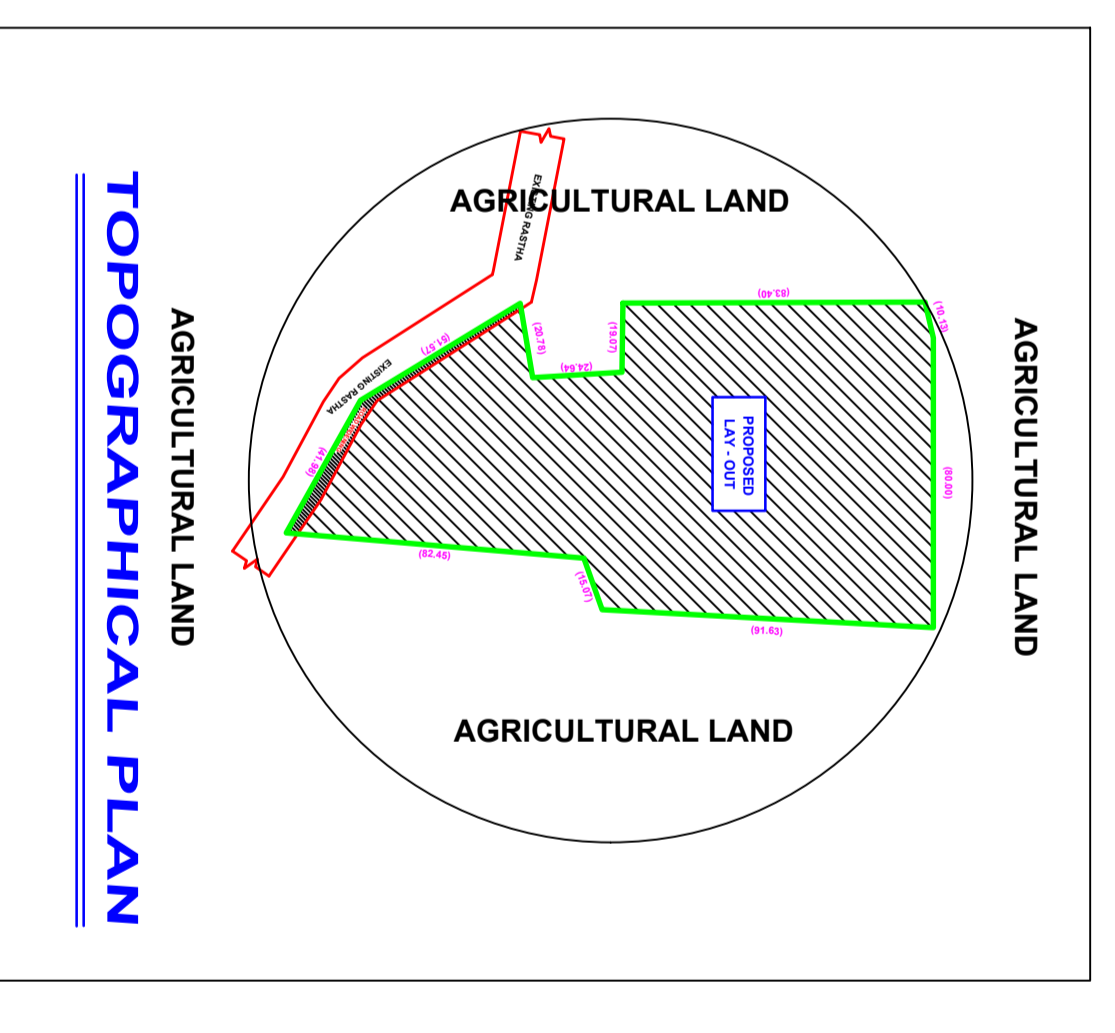 AGRICULTURAL LAND
EXISTING RASTHA
(83.40)
(10.13)
(19.07)
(20.78)
(24.64)
(51.57)
EXISTING RASTHA
(41.98)
PROPOSED
LAY - OUT
(80.00)
(82.45)
(15.07)
(91.63)
AGRICULTURAL LAND
AGRICULTURAL LAND
AGRICULTURAL LAND
TOPOGRAPHICAL PLAN